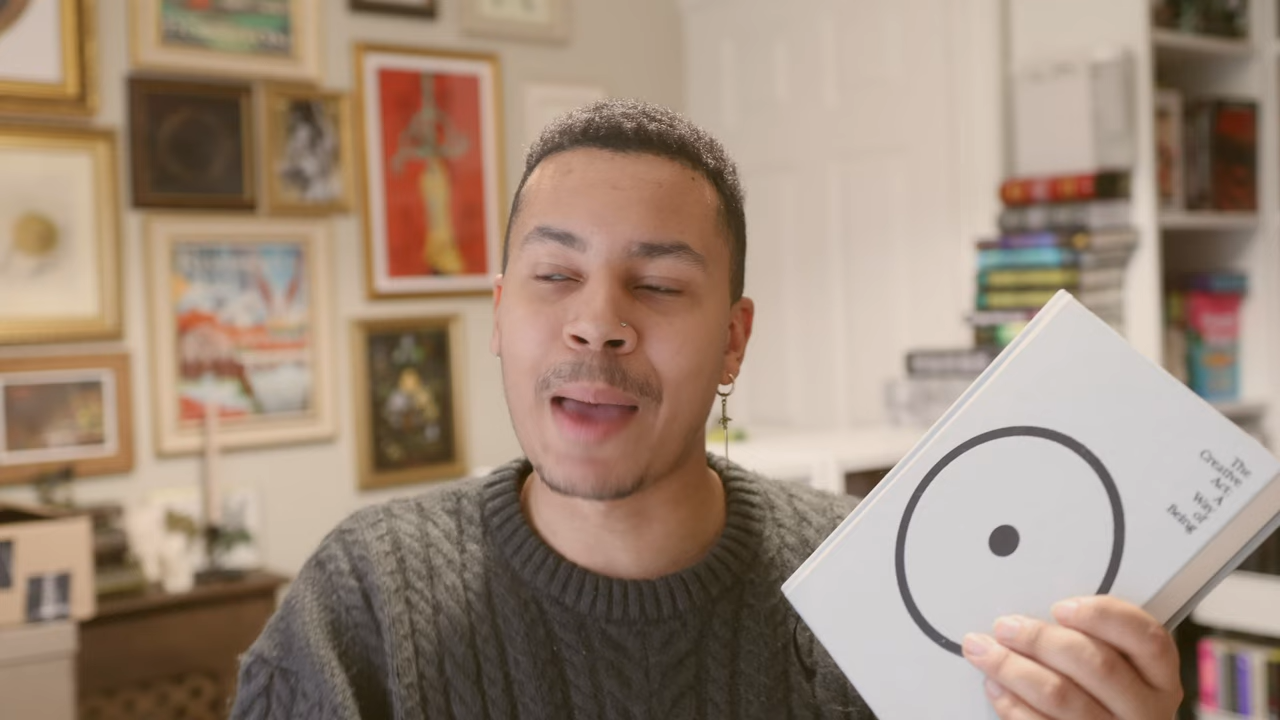 The
Creative
Act: A
Way
of
Being